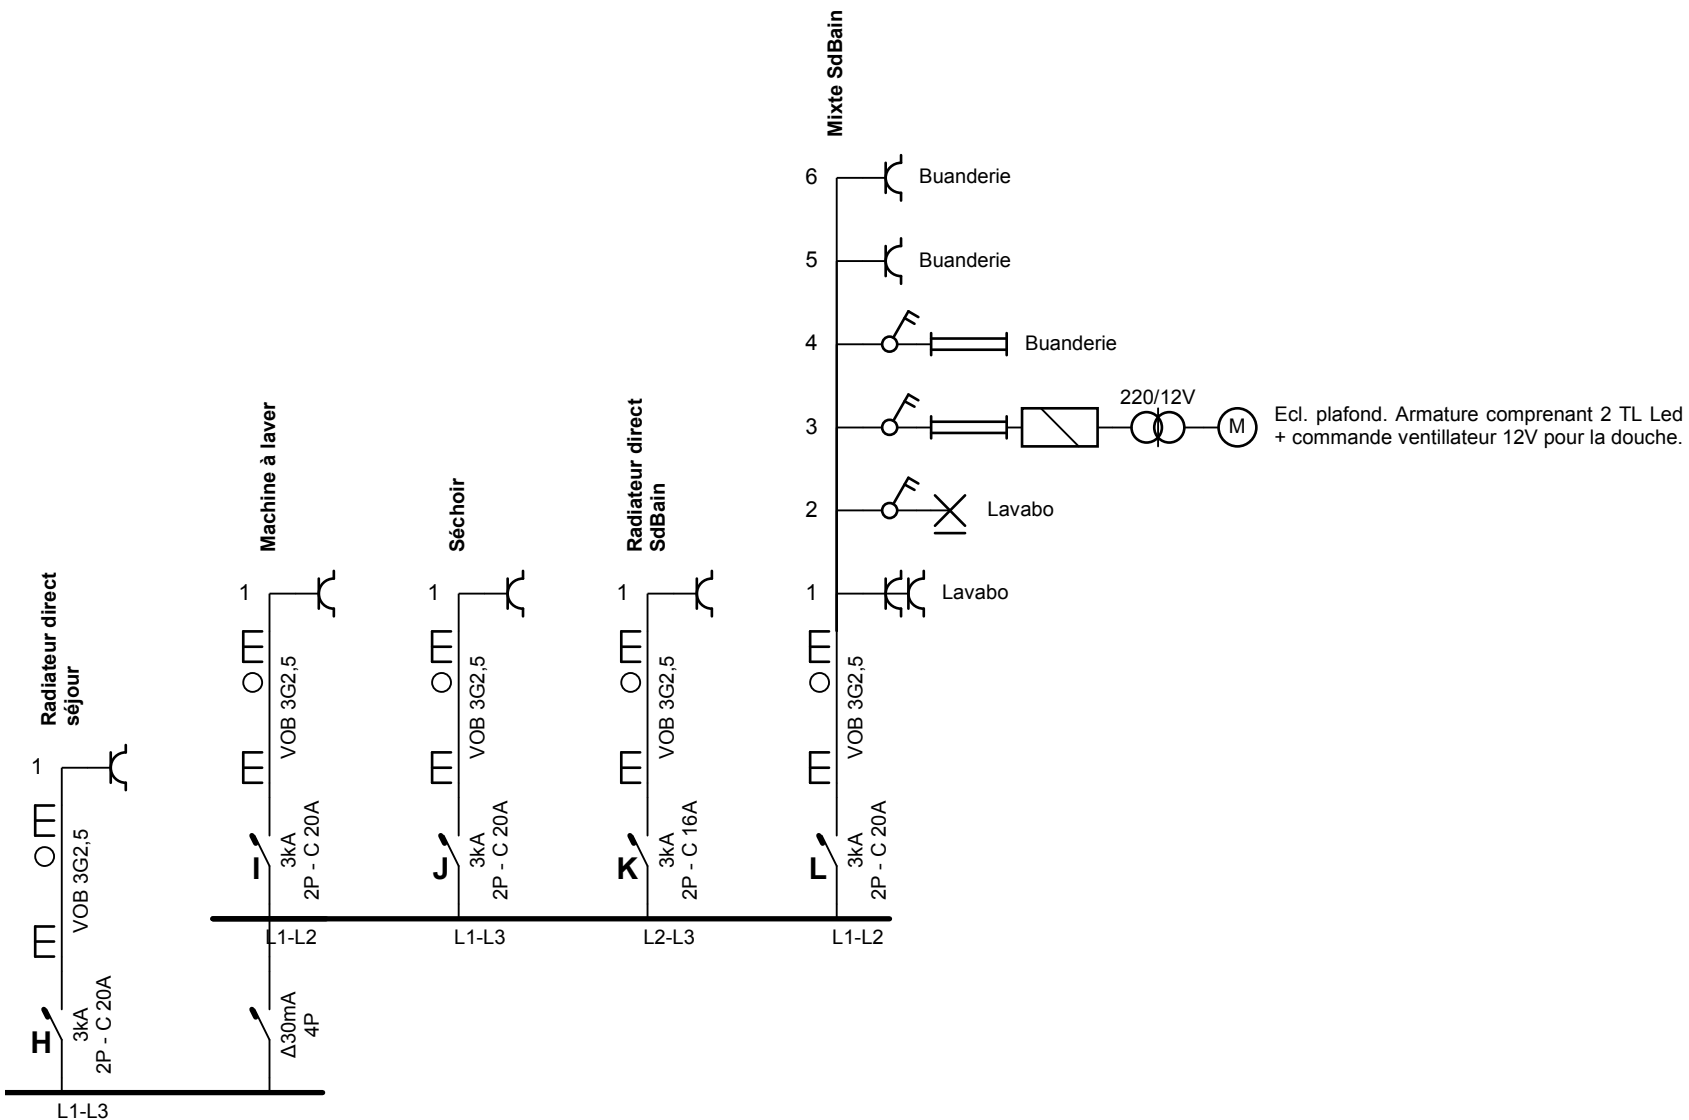 Mixte SdBain
6 Buanderie
5 Buanderie
4 Buanderie
220/12V
3 Ecl. plafond. Armature comprenant 2 TL Led
+ commande ventillateur 12V pour la douche.
2 Lavabo
1 Lavabo
VOB 3G2,5
L
3kA
2P - C 20A
L1-L2
Radiateur direct
SdBain
1
VOB 3G2,5
K
3kA
2P - C 16A
L2-L3
Séchoir
1
VOB 3G2,5
J
3kA
2P - C 20A
L1-L3
Machine à laver
1
VOB 3G2,5
I
3kA
2P - C 20A
L1-L2
Δ30mA
4P
Radiateur direct
séjour
1
VOB 3G2,5
H
3kA
2P - C 20A
L1-L3
M